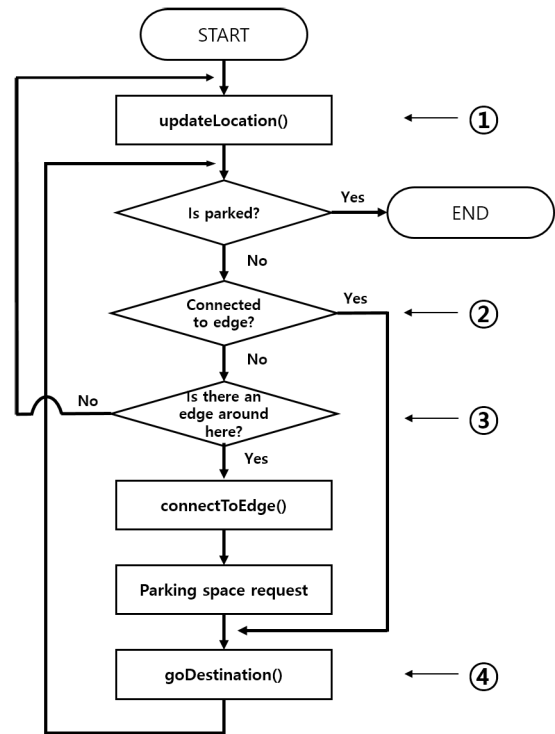 START
updateLocation()
①
Is parked?
Yes
END
No
Connected
to edge?
Yes
②
No
Is there an
edge around
here?
No
③
Yes
connectToEdge()
Parking space request
goDestination()
④